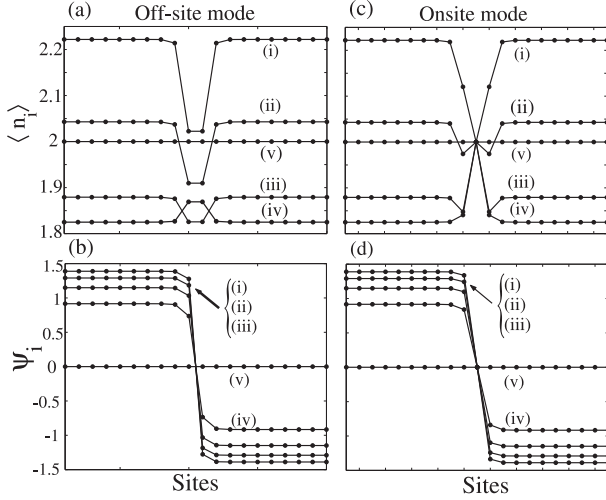 (a) Off-site mode
2.2
2.1
2
1.9
1.8
⟨ n_i ⟩
(i)
(ii)
(v)
(iii)
(iv)
(c) Onsite mode
(i)
(ii)
(v)
(iii)
(iv)
(b)
1.5
1
0.5
0
-0.5
-1
-1.5
Ψ_i
(i)
(ii)
(iii)
(v)
(iv)
Sites
(d)
(i)
(ii)
(iii)
(v)
(iv)
Sites